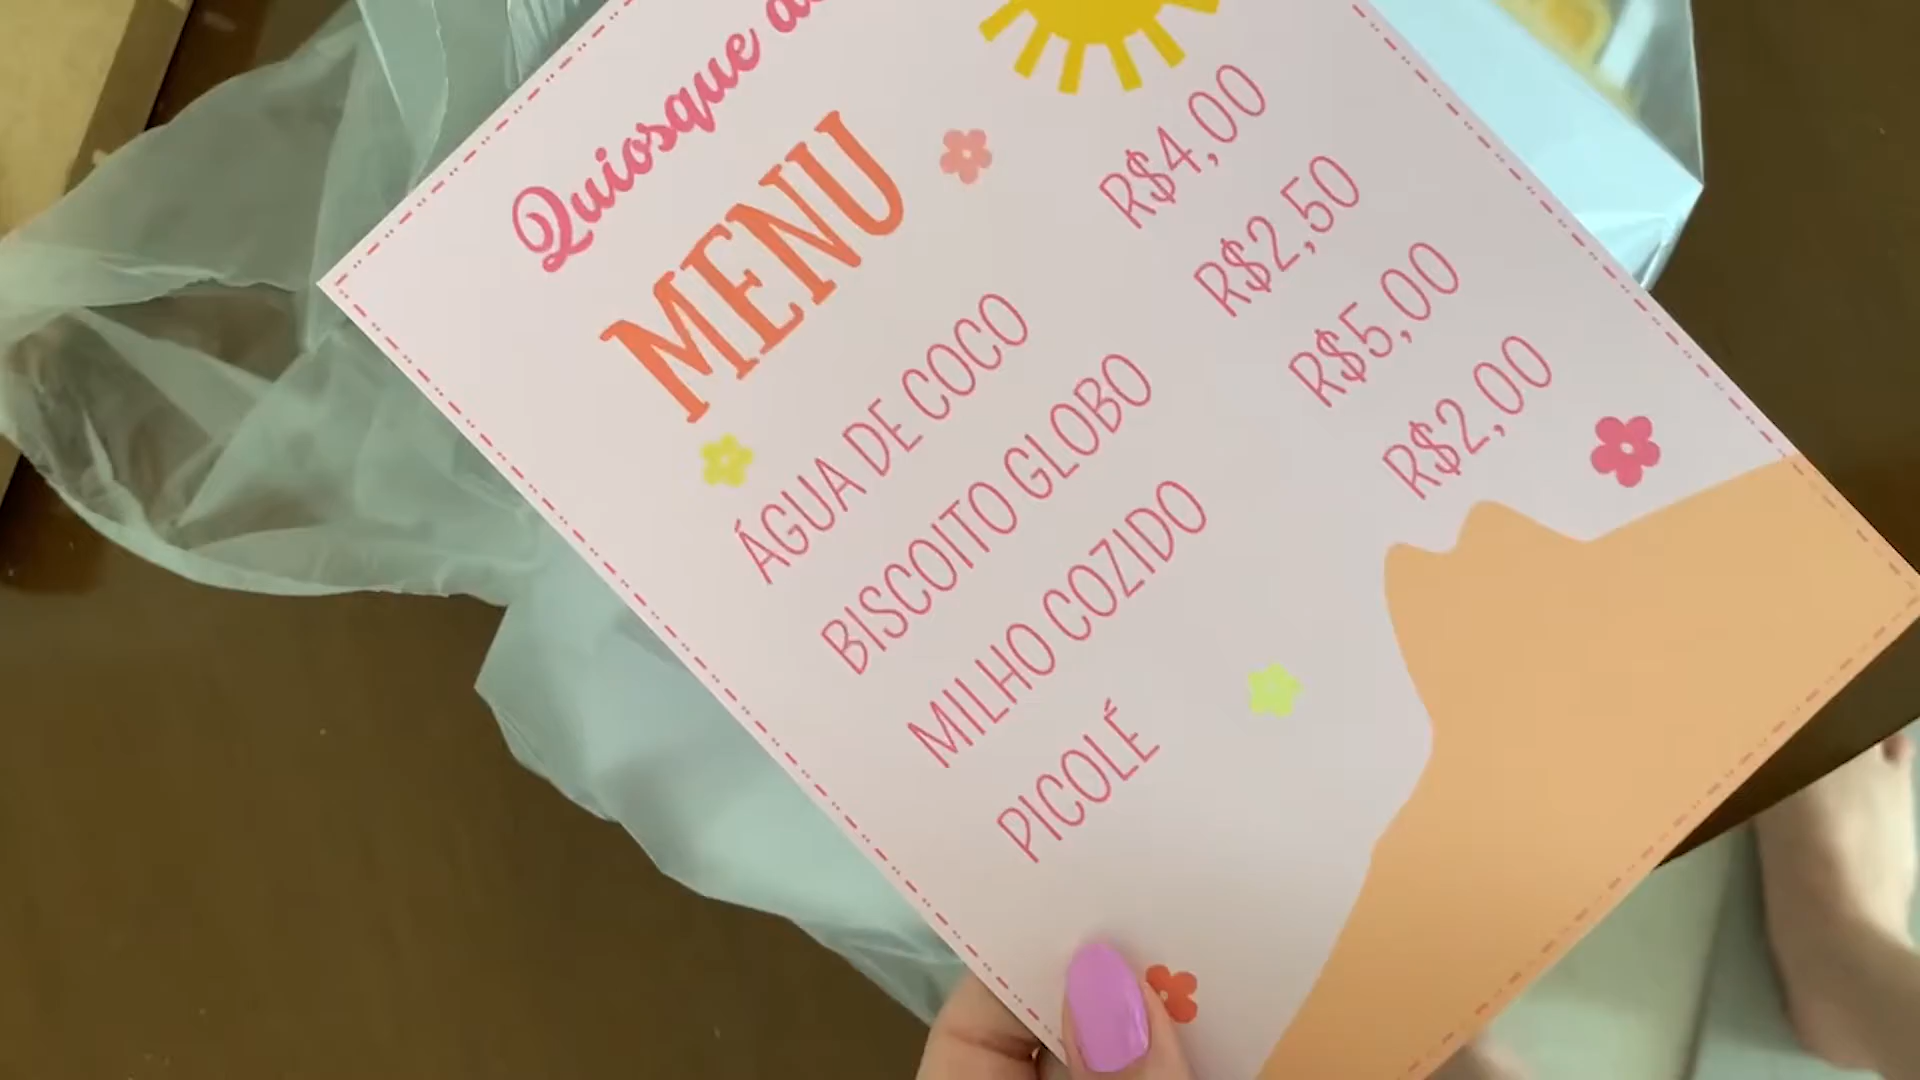 Quiosque
MENU
ÁGUA DE COCO R$4,00
BISCOITO GLOBO R$2,50
MILHO COZIDO R$5,00
PICOLÉ R$2,00